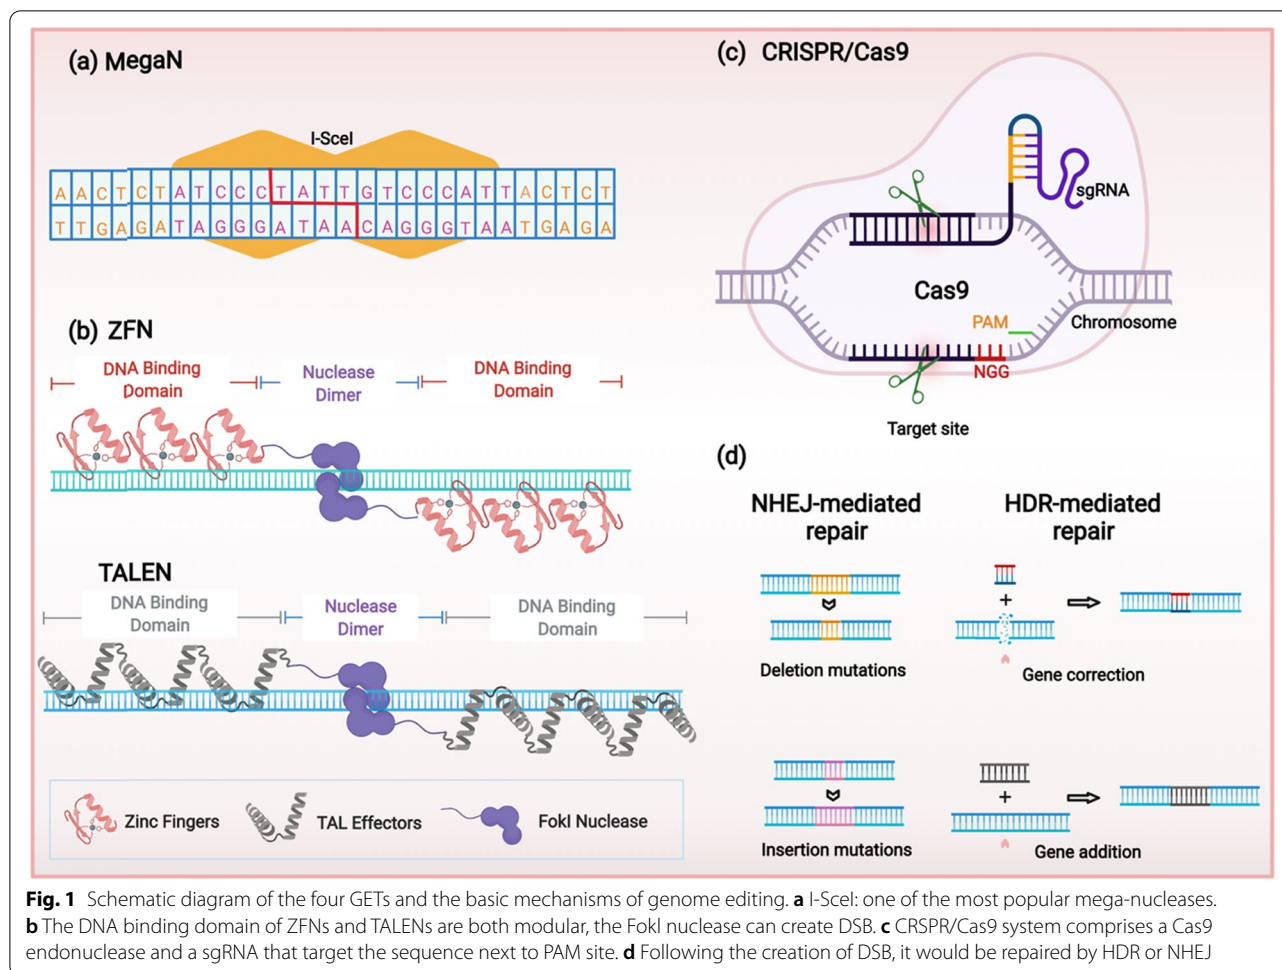 (a) MegaN
I-SceI
AACTCTATCCCTATTGTCCCATTACTCT
TTGAGATAGGGATAACAGGGTAATGAGA
(b) ZFN
DNA Binding
Domain
Nuclease
Dimer
DNA Binding
Domain
TALEN
DNA Binding
Domain
Nuclease
Dimer
DNA Binding
Domain
Zinc Fingers
TAL Effectors
FokI Nuclease
(c) CRISPR/Cas9
sgRNA
Cas9
PAM
Chromosome
NGG
Target site
(d)
NHEJ-mediated
repair
HDR-mediated
repair
+
Deletion mutations
Gene correction
+
Insertion mutations
Gene addition
Fig. 1 Schematic diagram of the four GETs and the basic mechanisms of genome editing. a I-SceI: one of the most popular mega-nucleases.
b The DNA binding domain of ZFNs and TALENs are both modular, the FokI nuclease can create DSB. c CRSPR/Cas9 system comprises a Cas9
endonuclease and a sgRNA that target the sequence next to PAM site. d Following the creation of DSB, it would be repaired by HDR or NHEJ